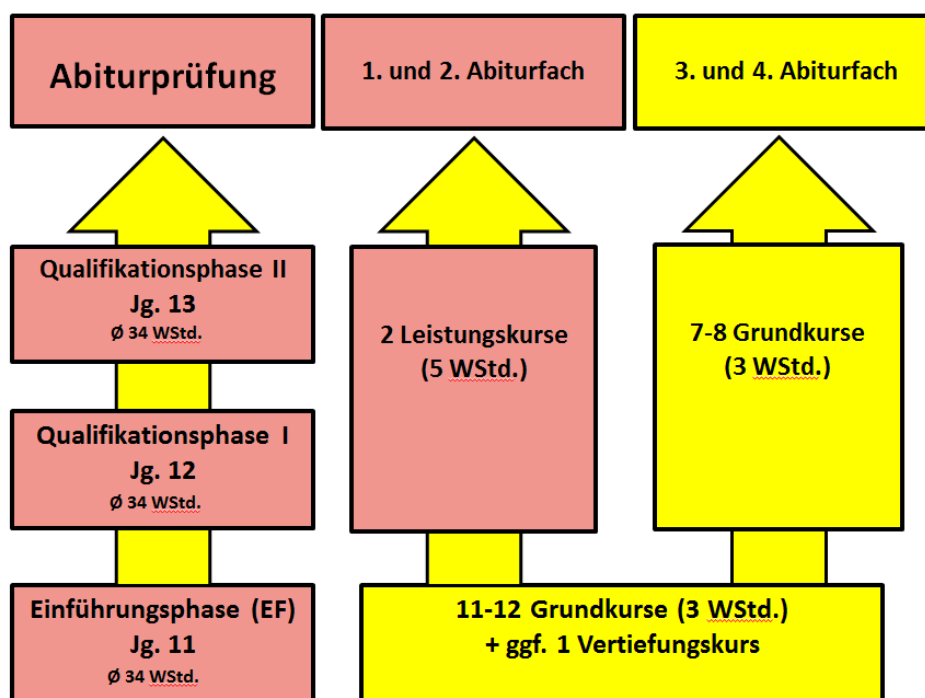 Abiturprüfung
1. und 2. Abiturfach
3. und 4. Abiturfach
Qualifikationsphase II
Jg. 13
Ø 34 WStd.
2 Leistungskurse
(5 WStd.)
7-8 Grundkurse
(3 WStd.)
Qualifikationsphase I
Jg. 12
Ø 34 WStd.
Einführungsphase (EF)
Jg. 11
Ø 34 WStd.
11-12 Grundkurse (3 WStd.)
+ ggf. 1 Vertiefungskurs